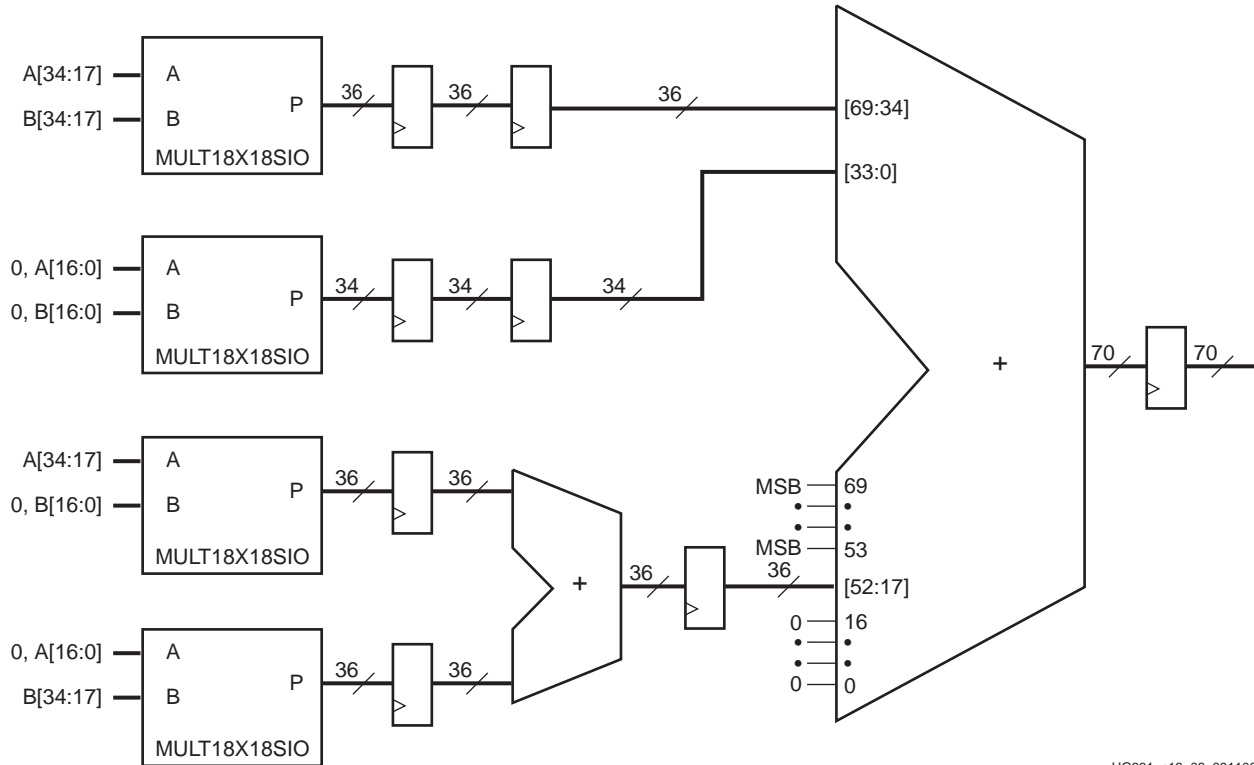 A[34:17]
B[34:17]
A
B
P
MULT18X18SIO
36
36
36
[69:34]
[33:0]
0, A[16:0]
0, B[16:0]
A
B
P
MULT18X18SIO
34
34
34
+
70
70
A[34:17]
0, B[16:0]
A
B
P
MULT18X18SIO
36
36
0, A[16:0]
B[34:17]
A
B
P
MULT18X18SIO
36
36
+
36
36
MSB
69
MSB
53
[52:17]
0
16
0
0